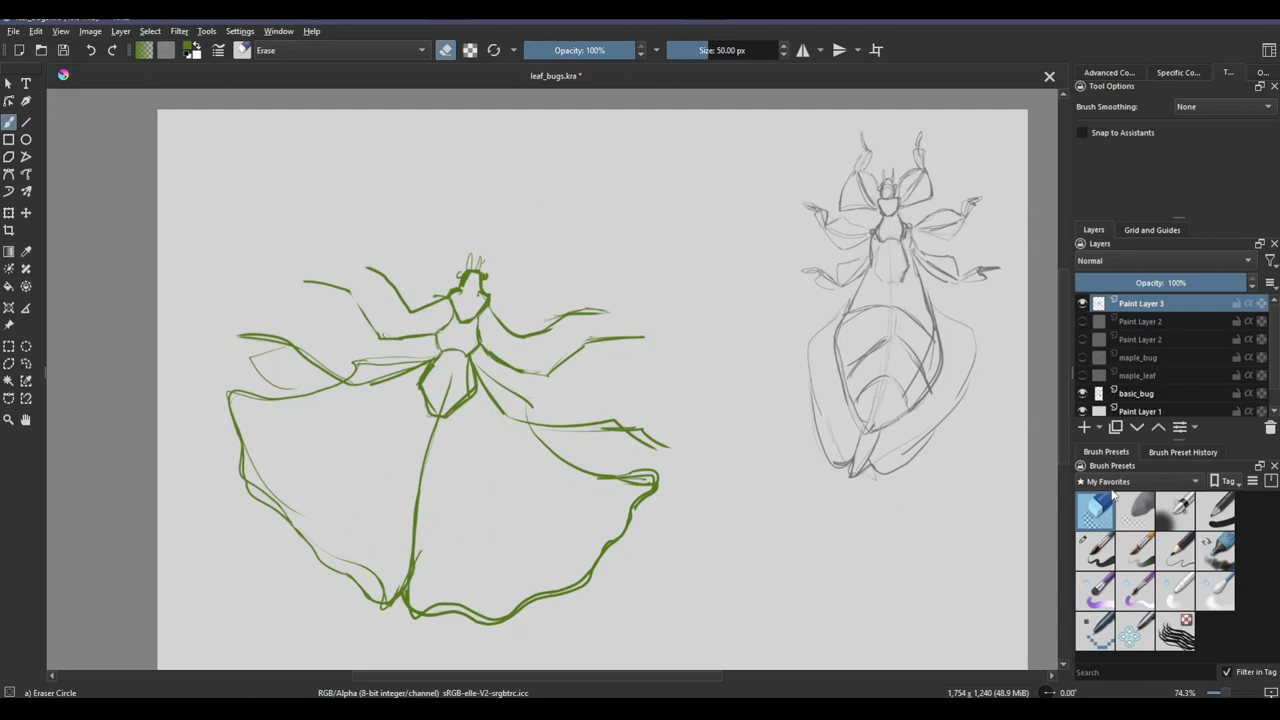 File Edit View Image Layer Select Filter Tools Settings Window Help
Erase Opacity: 100% Size: 50.00 px
leaf_bugs.kra *
Advanced Co... Specific Co... T... O...
Tool Options
Brush Smoothing: None
Snap to Assistants
Layers Grid and Guides
Layers
Normal
Opacity: 100%
Paint Layer 3
Paint Layer 2
Paint Layer 2
maple_bug
maple_leaf
basic_bug
Paint Layer 1
Brush Presets Brush Preset History
Brush Presets
★ My Favorites Tag
Search Filter in Tag
a) Eraser Circle RGB/Alpha (8-bit integer/channel) sRGB-elle-V2-srgbtrc.icc 1,754 x 1,240 (48.9 MiB) 0.00° 74.3%